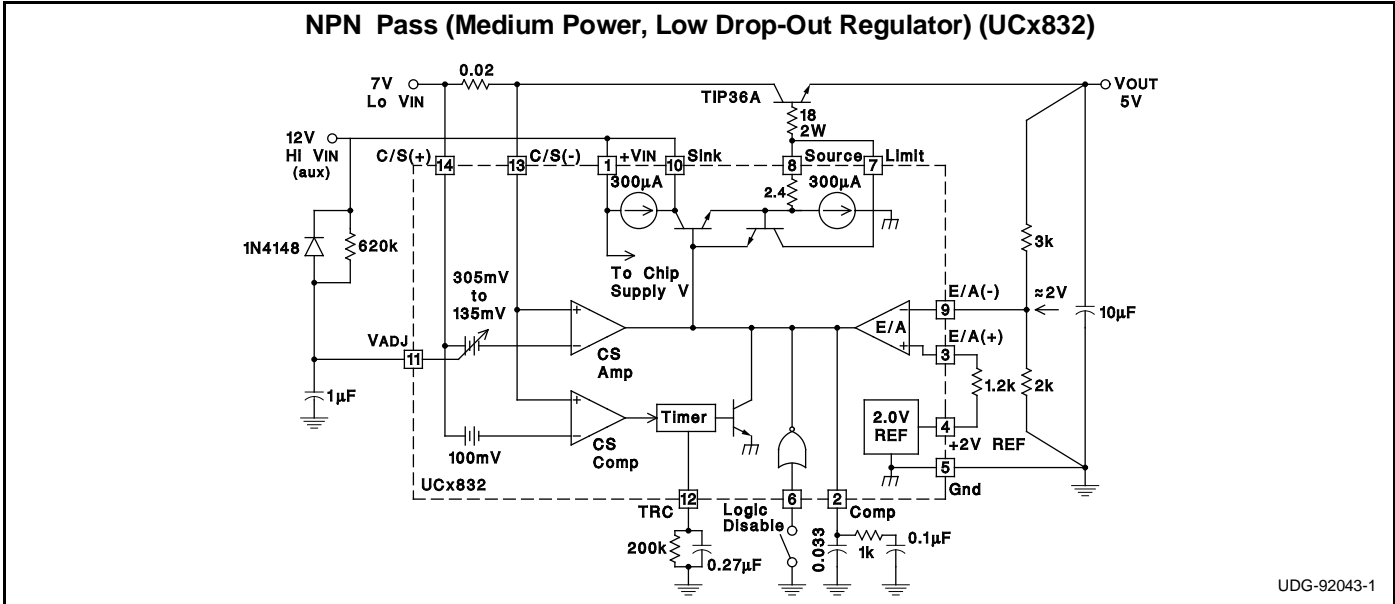 NPN Pass (Medium Power, Low Drop-Out Regulator) (UCx832)
7V
Lo VIN
0.02
TIP36A
18
2W
VOUT
5V
12V
HI VIN
(aux)
C/S(+)
14
13
C/S(-)
1
+VIN
10
Sink
8
Source
7
Limit
300µA
2.4
300µA
1N4148
620k
To Chip
Supply V
3k
305mV
to
135mV
E/A(-)
9
≈2V
10µF
E/A
E/A(+)
3
VADJ
11
CS
Amp
1.2k
2k
1µF
Timer
2.0V
REF
4
+2V REF
100mV
CS
Comp
5
Gnd
UCx832
12
TRC
6
Logic
Disable
2
Comp
200k
0.27µF
0.033
1k
0.1µF
UDG-92043-1